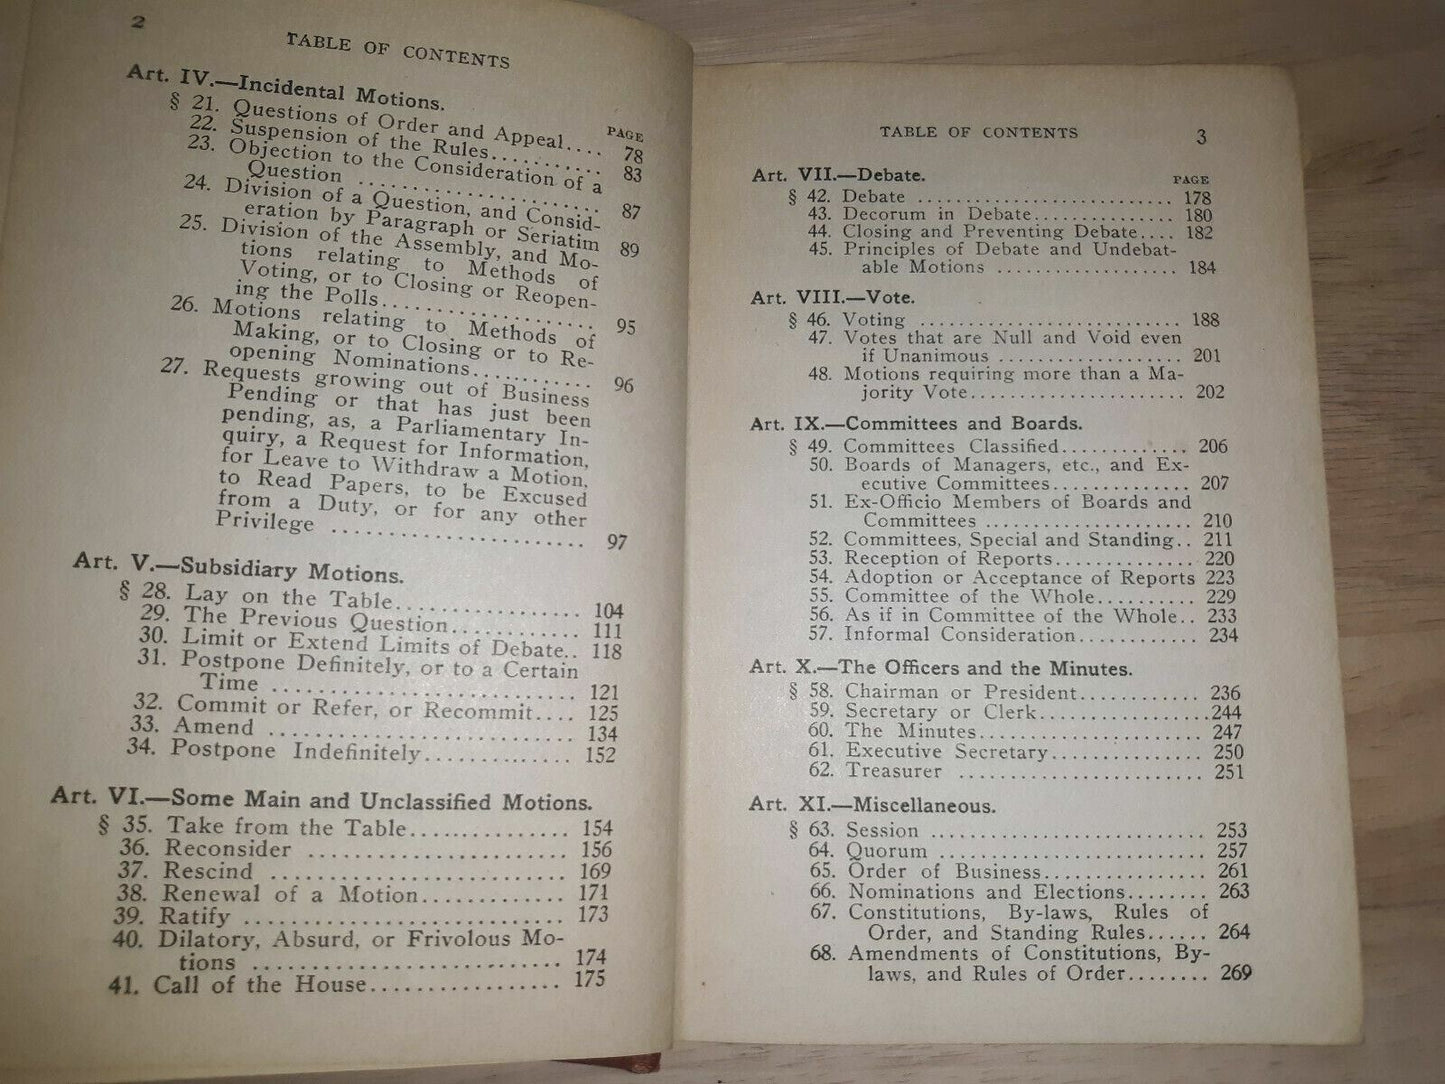 2
TABLE OF CONTENTS
Art. IV.—Incidental Motions.
PAGE
§ 21. Questions of Order and Appeal.... 78
22. Suspension of the Rules........... 83
23. Objection to the Consideration of a
Question ........................ 87
24. Division of a Question, and Consid-
eration by Paragraph or Seriatim 89
25. Division of the Assembly, and Mo-
tions relating to Methods of
Voting, or to Closing or Reopen-
ing the Polls..................... 95
26. Motions relating to Methods of
Making, or to Closing or to Re-
opening Nominations............ 96
27. Requests growing out of Business
Pending or that has just been
pending, as, a Parliamentary In-
quiry, a Request for Information,
for Leave to Withdraw a Motion,
to Read Papers, to be Excused
from a Duty, or for any other
Privilege ........................ 97
Art. V.—Subsidiary Motions.
§ 28. Lay on the Table................. 104
29. The Previous Question............ 111
30. Limit or Extend Limits of Debate.. 118
31. Postpone Definitely, or to a Certain
Time ............................ 121
32. Commit or Refer, or Recommit.... 125
33. Amend ............................ 134
34. Postpone Indefinitely.............. 152
Art. VI.—Some Main and Unclassified Motions.
§ 35. Take from the Table............... 154
36. Reconsider ........................ 156
37. Rescind ........................... 169
38. Renewal of a Motion.............. 171
39. Ratify ............................. 173
40. Dilatory, Absurd, or Frivolous Mo-
tions ............................ 174
41. Call of the House.................. 175
TABLE OF CONTENTS 3
Art. VII.—Debate.
PAGE
§ 42. Debate .......................... 178
43. Decorum in Debate............... 180
44. Closing and Preventing Debate.... 182
45. Principles of Debate and Undebat-
able Motions ................... 184
Art. VIII.—Vote.
§ 46. Voting .......................... 188
47. Votes that are Null and Void even
if Unanimous ................... 201
48. Motions requiring more than a Ma-
jority Vote...................... 202
Art. IX.—Committees and Boards.
§ 49. Committees Classified............. 206
50. Boards of Managers, etc., and Ex-
ecutive Committees.............. 207
51. Ex-Officio Members of Boards and
Committees ..................... 210
52. Committees, Special and Standing.. 211
53. Reception of Reports.............. 220
54. Adoption or Acceptance of Reports 223
55. Committee of the Whole.......... 229
56. As if in Committee of the Whole.. 233
57. Informal Consideration............ 234
Art. X.—The Officers and the Minutes.
§ 58. Chairman or President............ 236
59. Secretary or Clerk.................244
60. The Minutes...................... 247
61. Executive Secretary............... 250
62. Treasurer ........................ 251
Art. XI.—Miscellaneous.
§ 63. Session ........................... 253
64. Quorum .......................... 257
65. Order of Business................ 261
66. Nominations and Elections........ 263
67. Constitutions, By-laws, Rules of
Order, and Standing Rules...... 264
68. Amendments of Constitutions, By-
laws, and Rules of Order........ 269